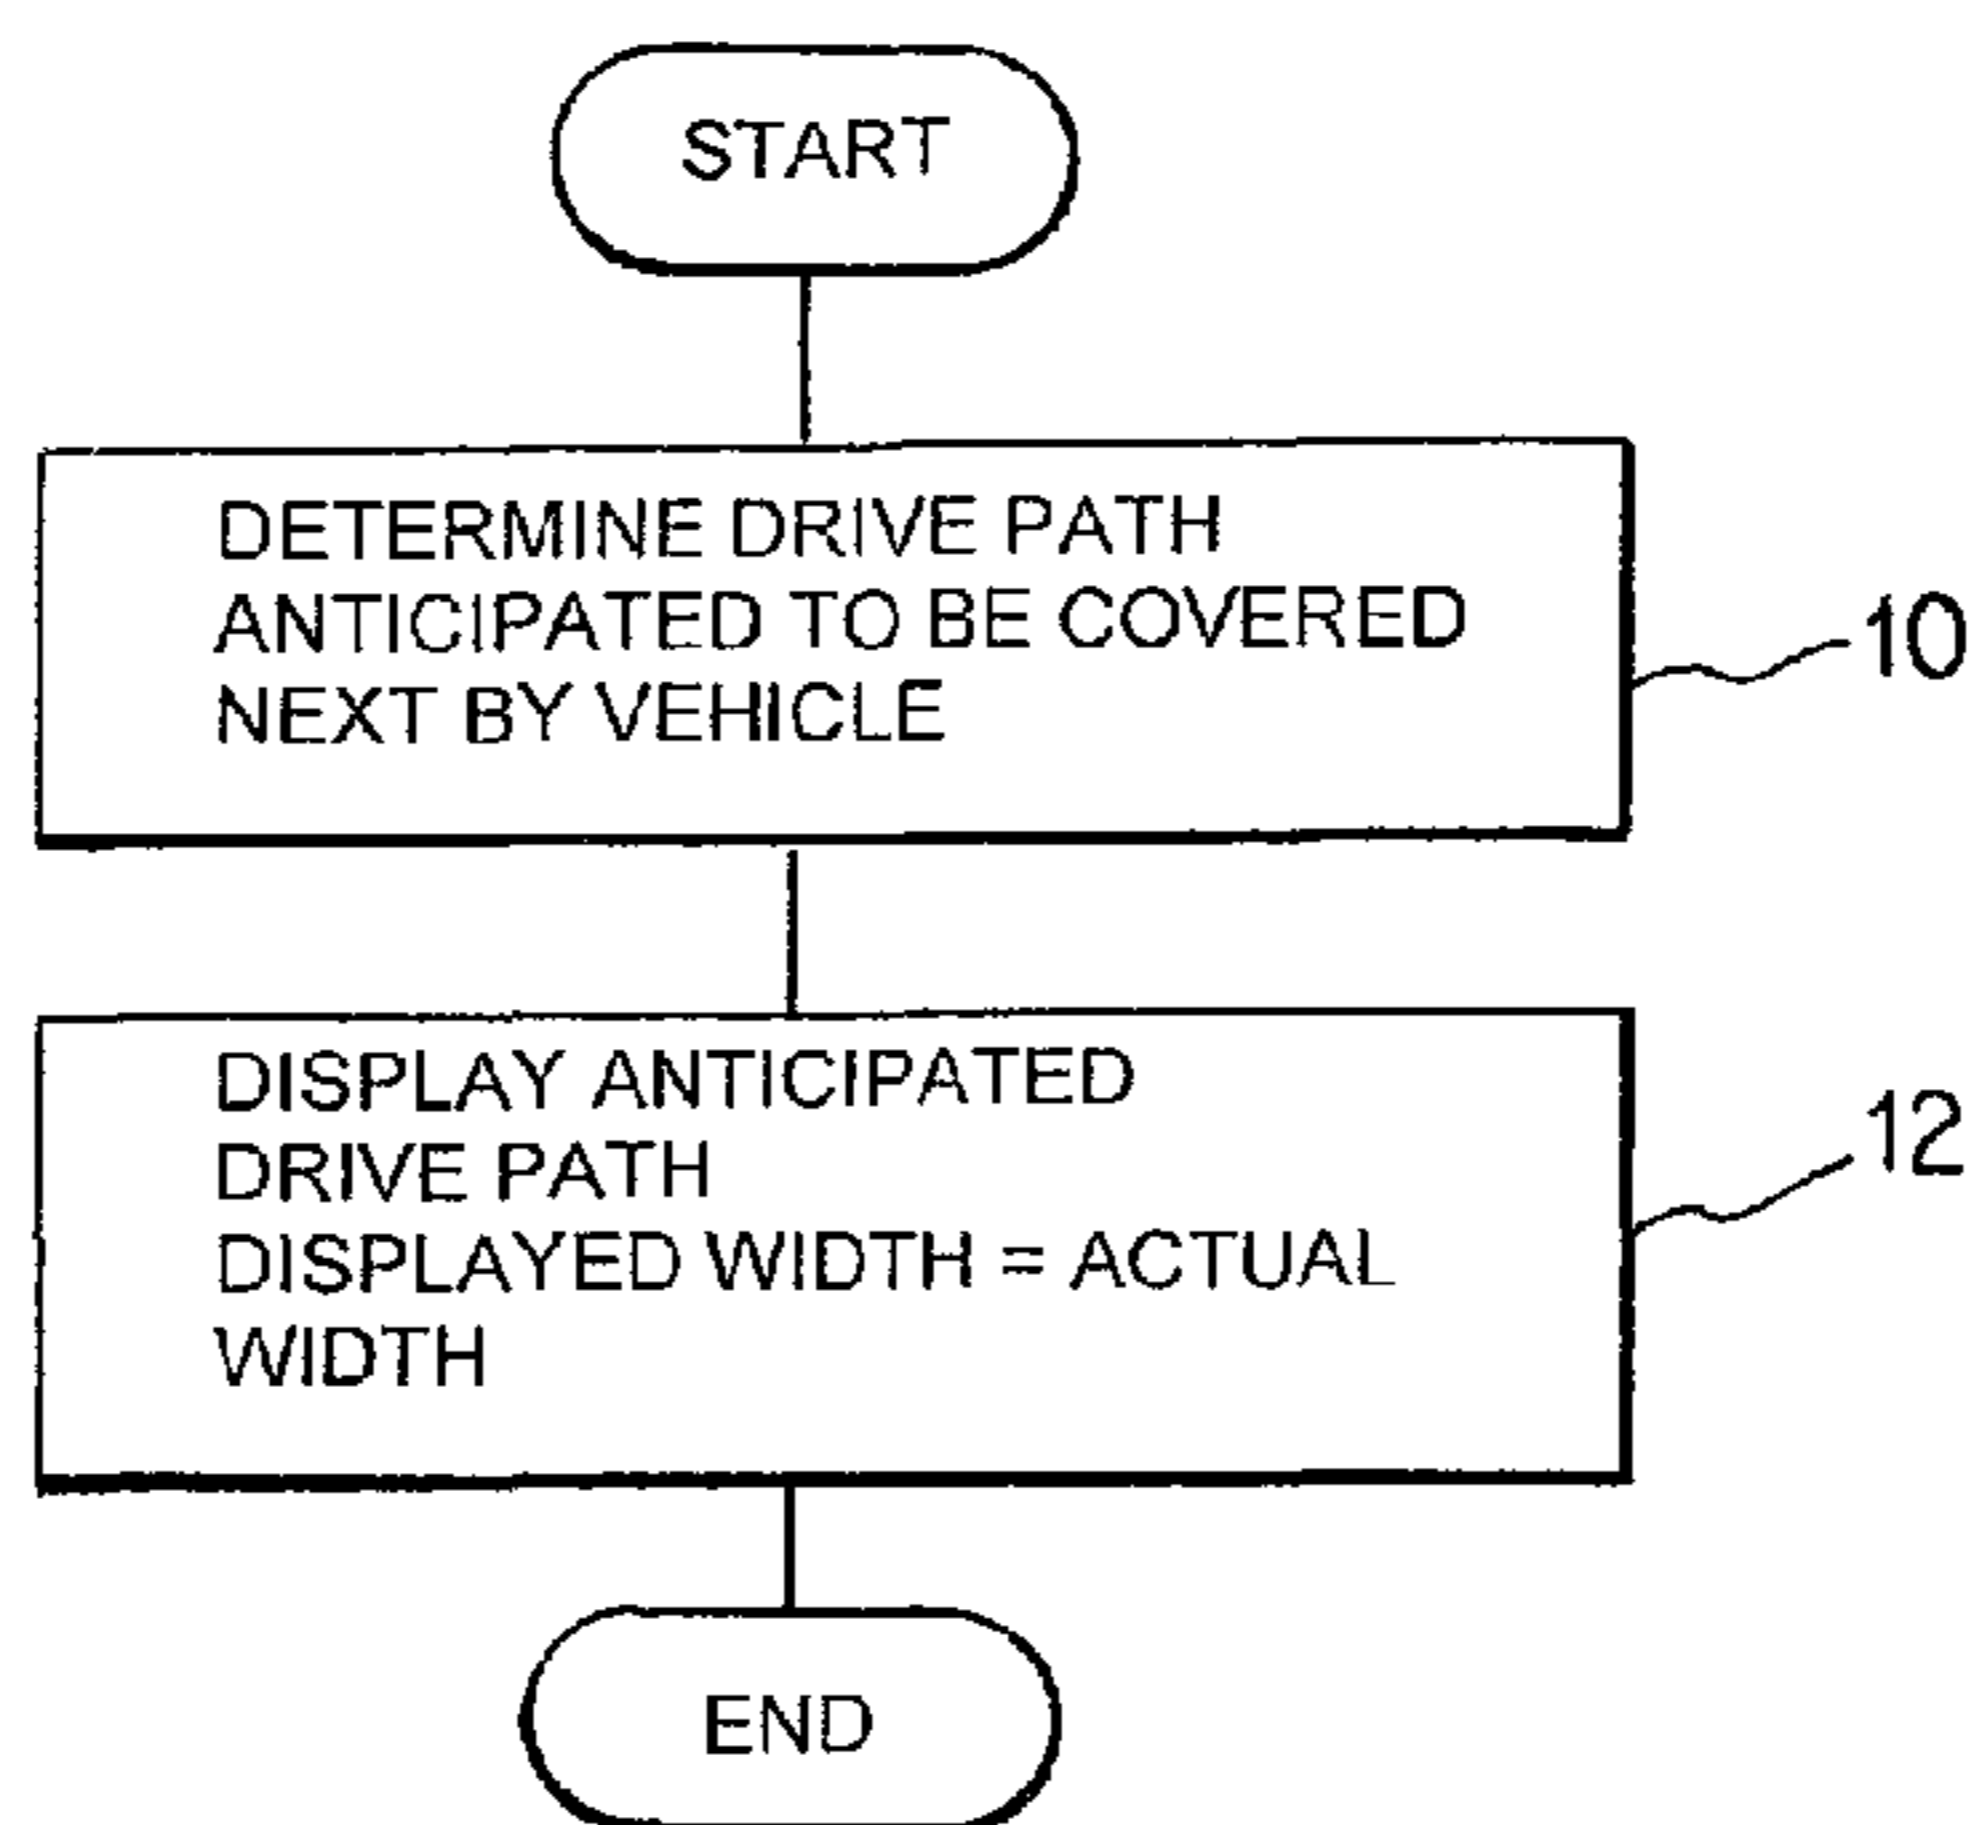 START
DETERMINE DRIVE PATH
ANTICIPATED TO BE COVERED
NEXT BY VEHICLE
10
DISPLAY ANTICIPATED
DRIVE PATH
DISPLAYED WIDTH = ACTUAL
WIDTH
12
END